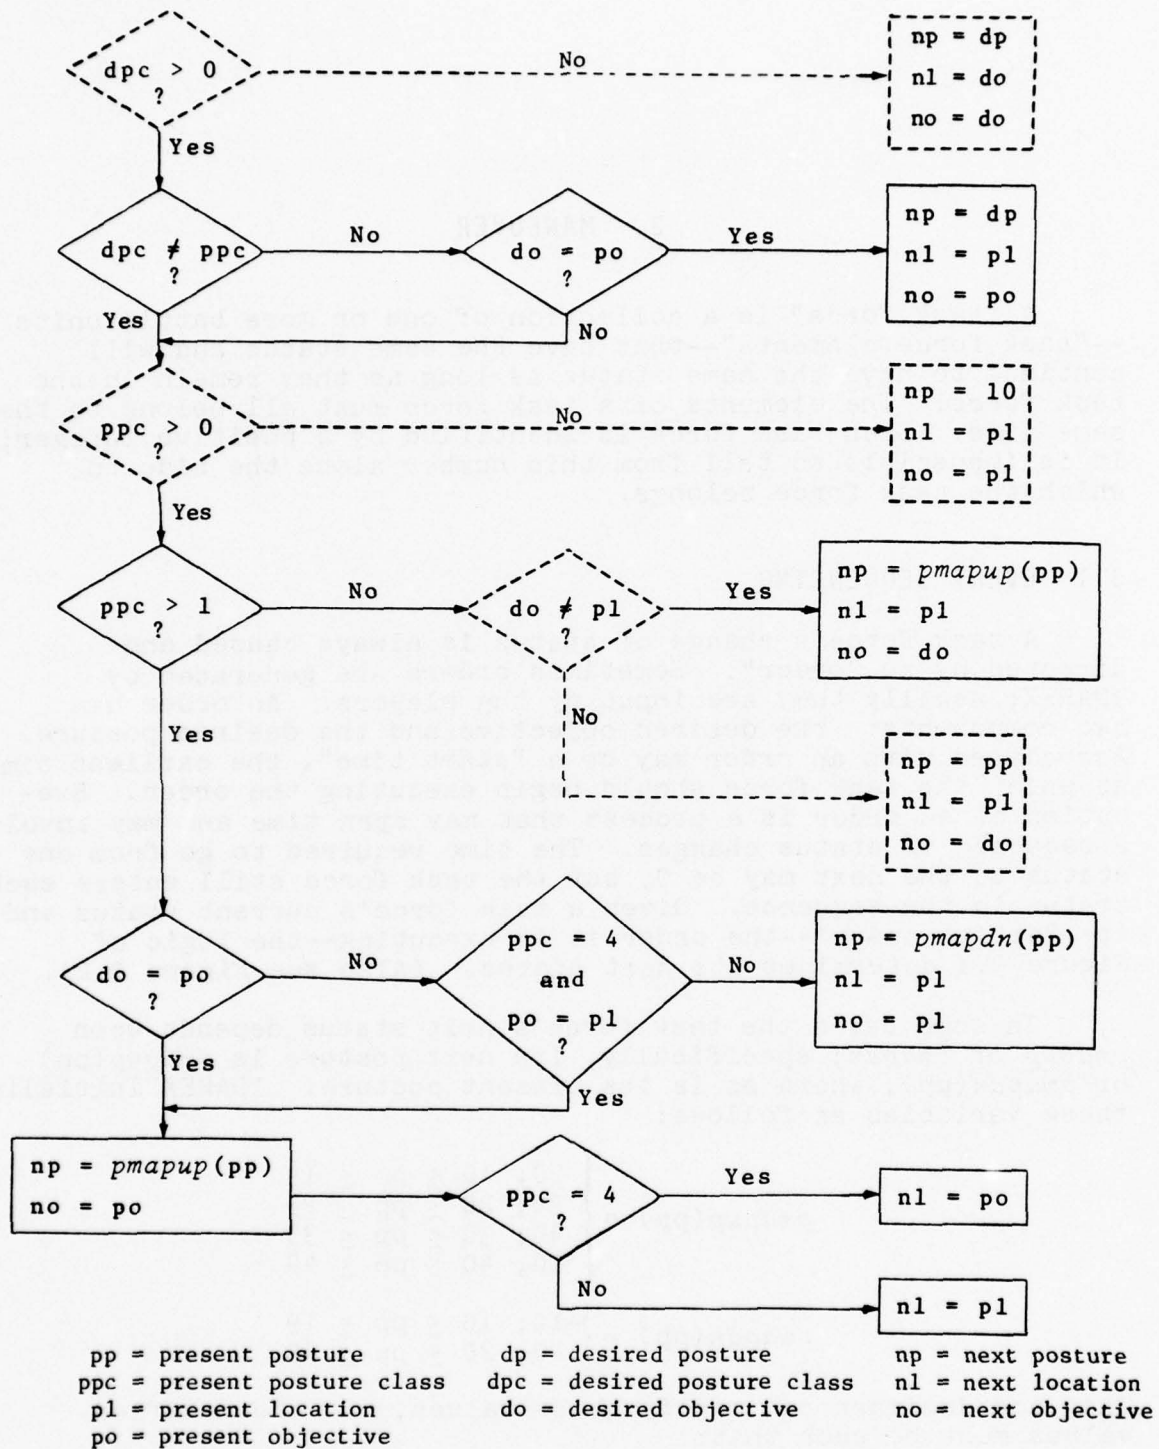 dpc > 0
?
No
np = dp
nl = do
no = do
Yes
dpc ≠ ppc
?
No
do = po
?
Yes
np = dp
nl = pl
no = po
Yes
No
ppc > 0
?
No
np = 10
nl = pl
no = pl
Yes
ppc > 1
?
No
do ≠ pl
?
Yes
np = pmapup(pp)
nl = pl
no = do
Yes
No
np = pp
nl = pl
no = do
do = po
?
No
ppc = 4
and
po = pl
?
No
np = pmapdn(pp)
nl = pl
no = pl
Yes
Yes
np = pmapup(pp)
no = po
ppc = 4
?
Yes
nl = po
No
nl = pl
pp = present posture
dp = desired posture
np = next posture
ppc = present posture class
dpc = desired posture class
nl = next location
pl = present location
do = desired objective
no = next objective
po = present objective